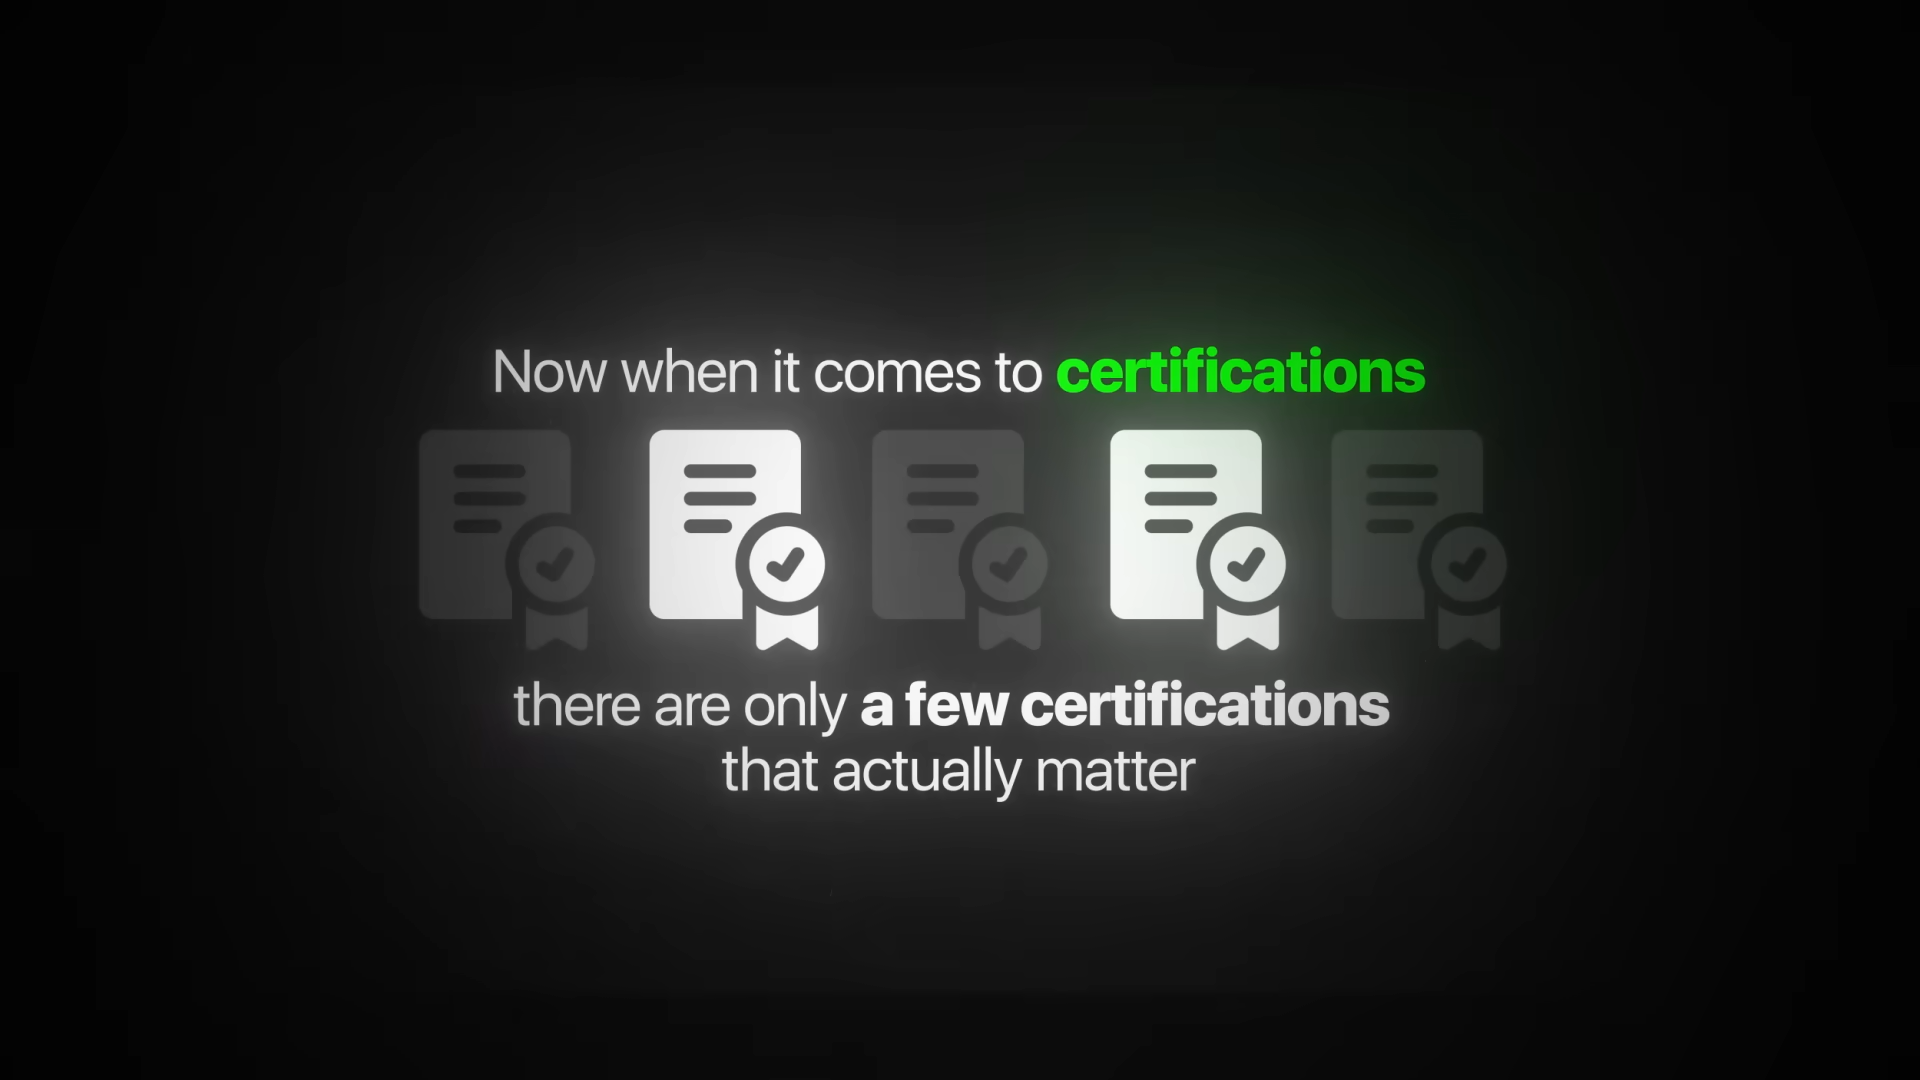 Now when it comes to certifications
there are only a few certifications
that actually matter